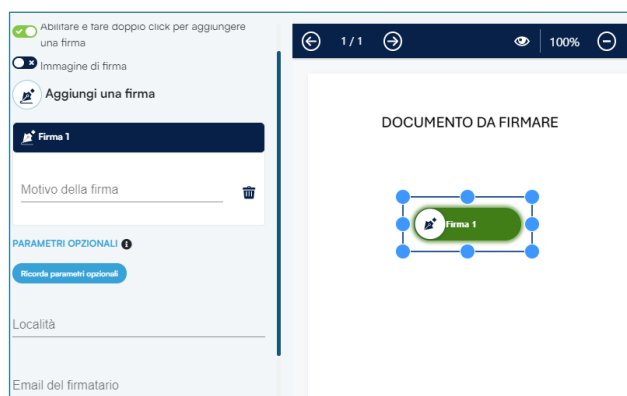 Abilitare e fare doppio click per aggiungere
una firma
Immagine di firma
Aggiungi una firma
Firma 1
Motivo della firma
PARAMETRI OPZIONALI
Ricorda parametri opzionali
Località
Email del firmatario
1 / 1
100%
DOCUMENTO DA FIRMARE
Firma 1